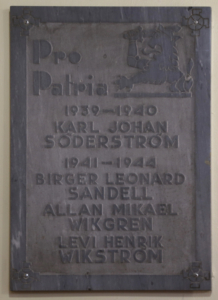 Pro
Patria
1939–1940
KARL JOHAN
SÖDERSTRÖM
1941–1944
BIRGER LEONARD
SANDELL
ALLAN MIKAEL
WIKGREN
LEVI HENRIK
WIKSTRÖM